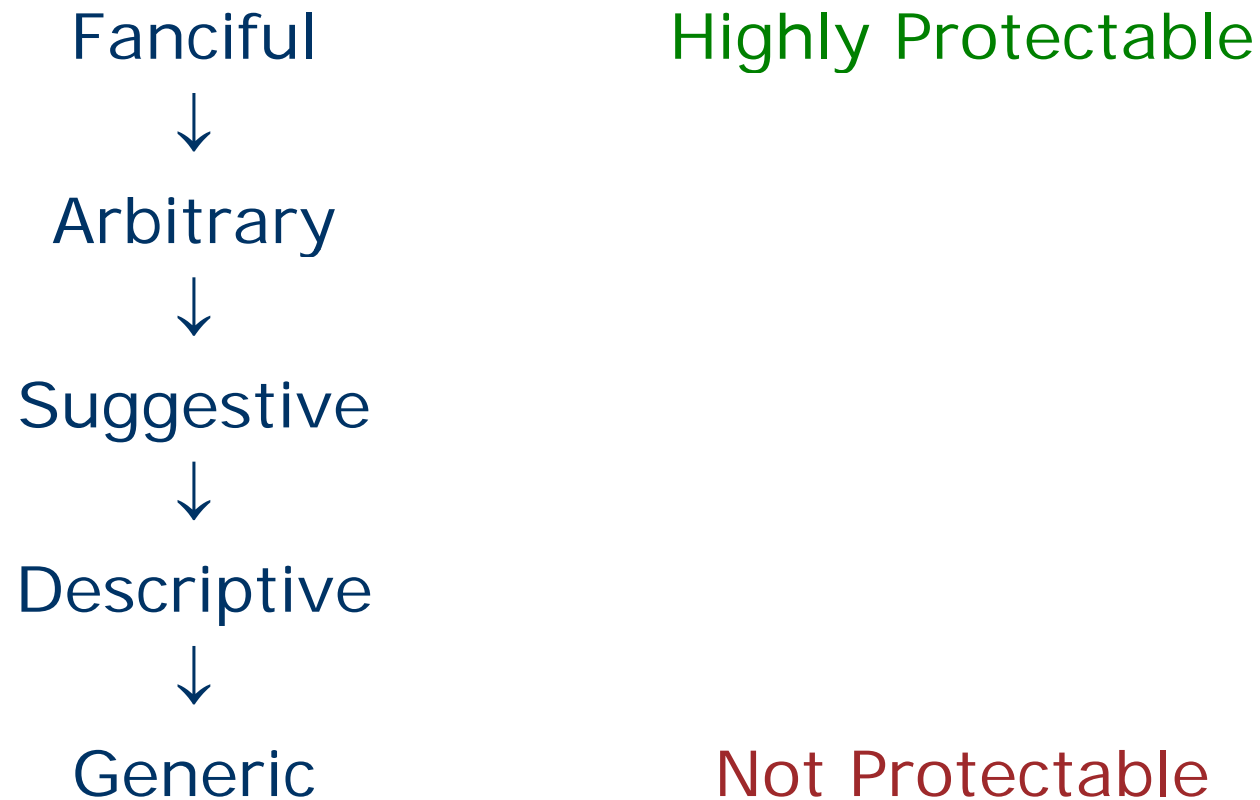 Fanciful Highly Protectable
↓
Arbitrary
↓
Suggestive
↓
Descriptive
↓
Generic Not Protectable